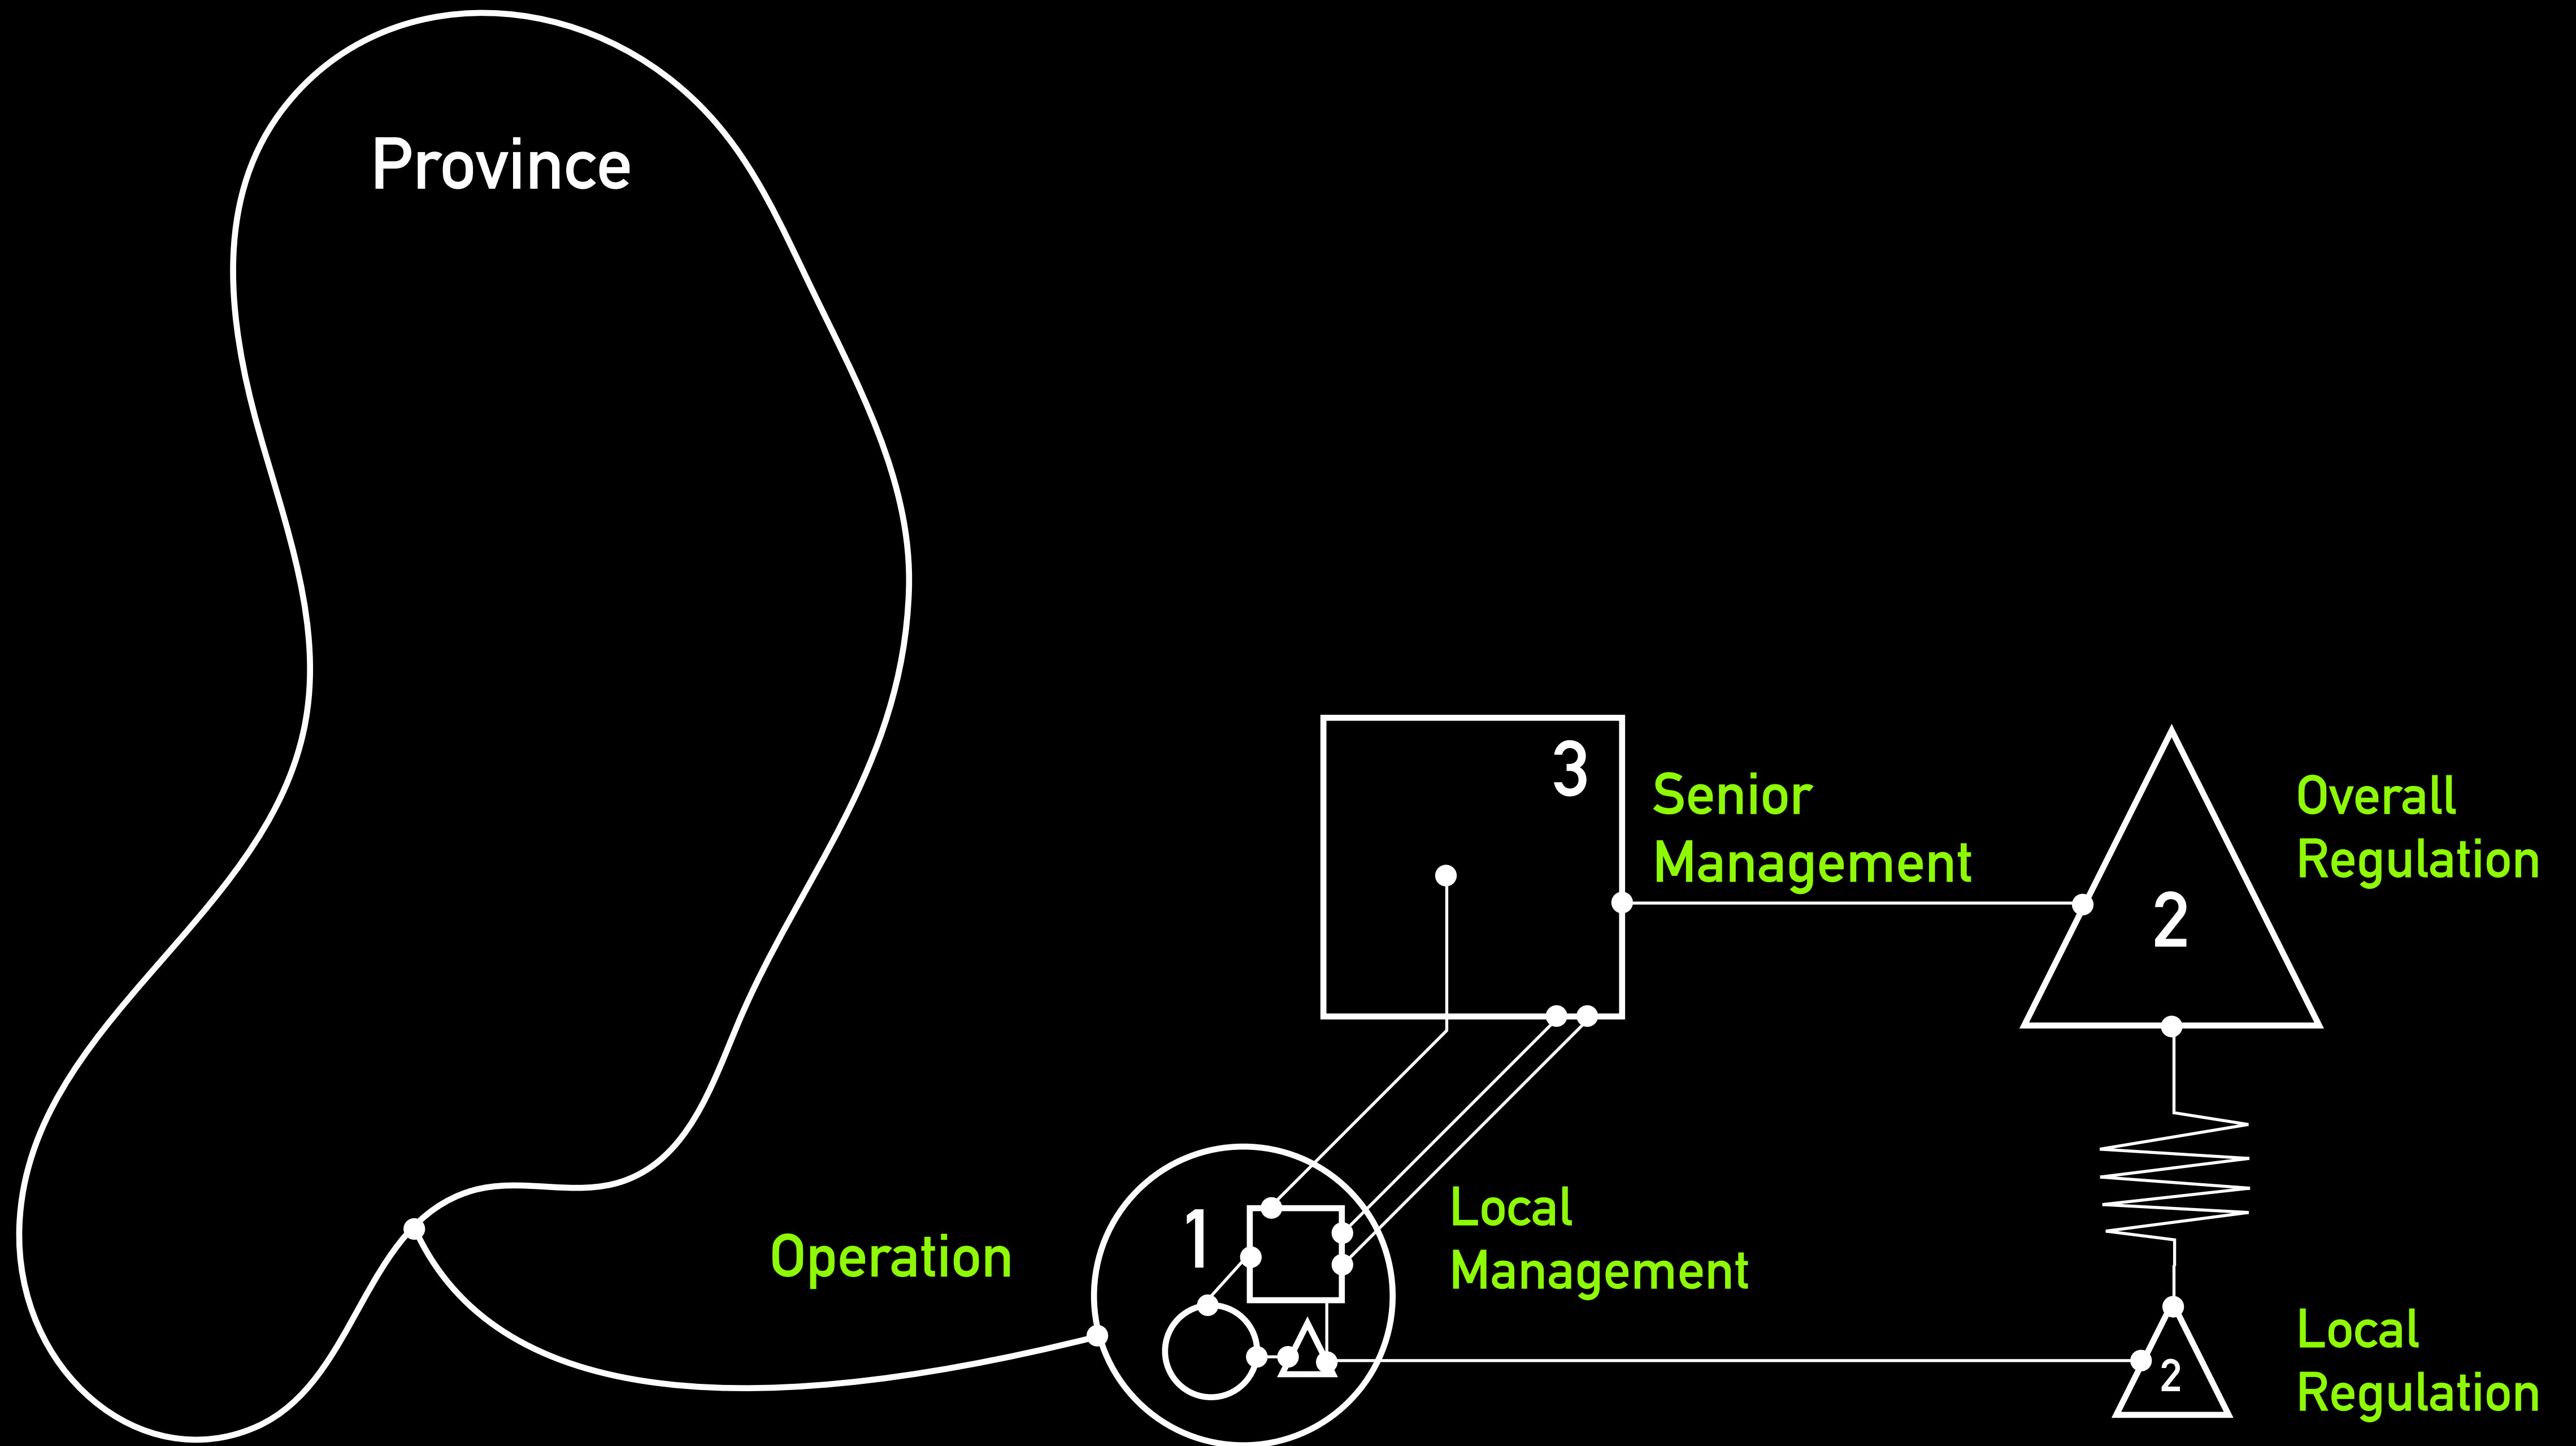 Province
3
Senior
Management
Overall
Regulation
2
1
Operation
Local
Management
Local
Regulation
2